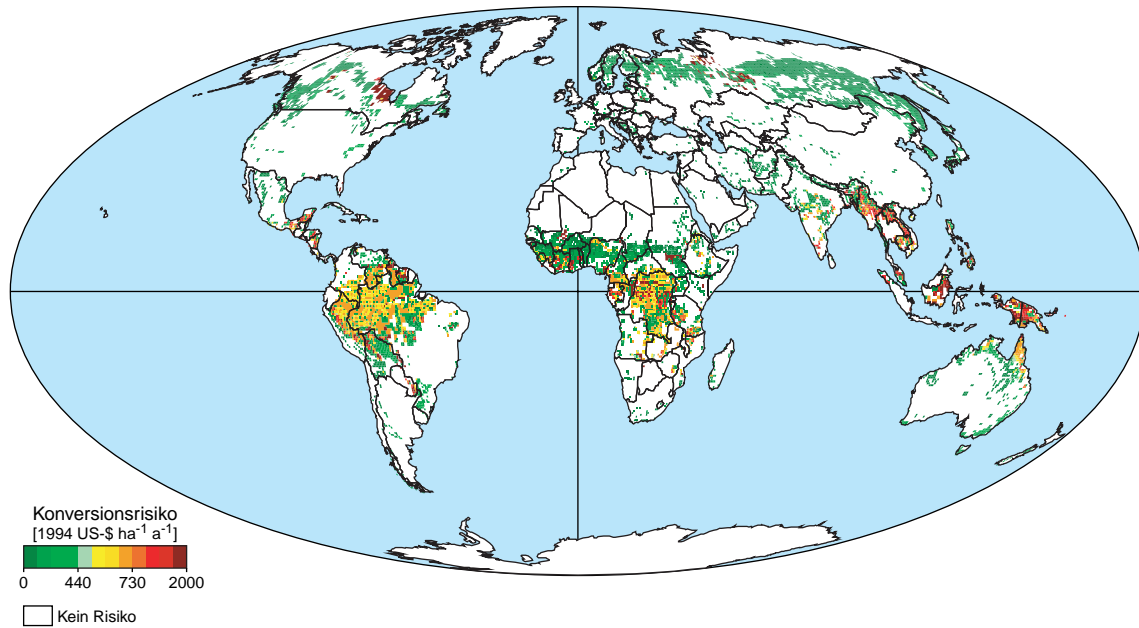 Konversionsrisiko
[1994 US-$ ha⁻¹ a⁻¹]
0 440 730 2000
Kein Risiko